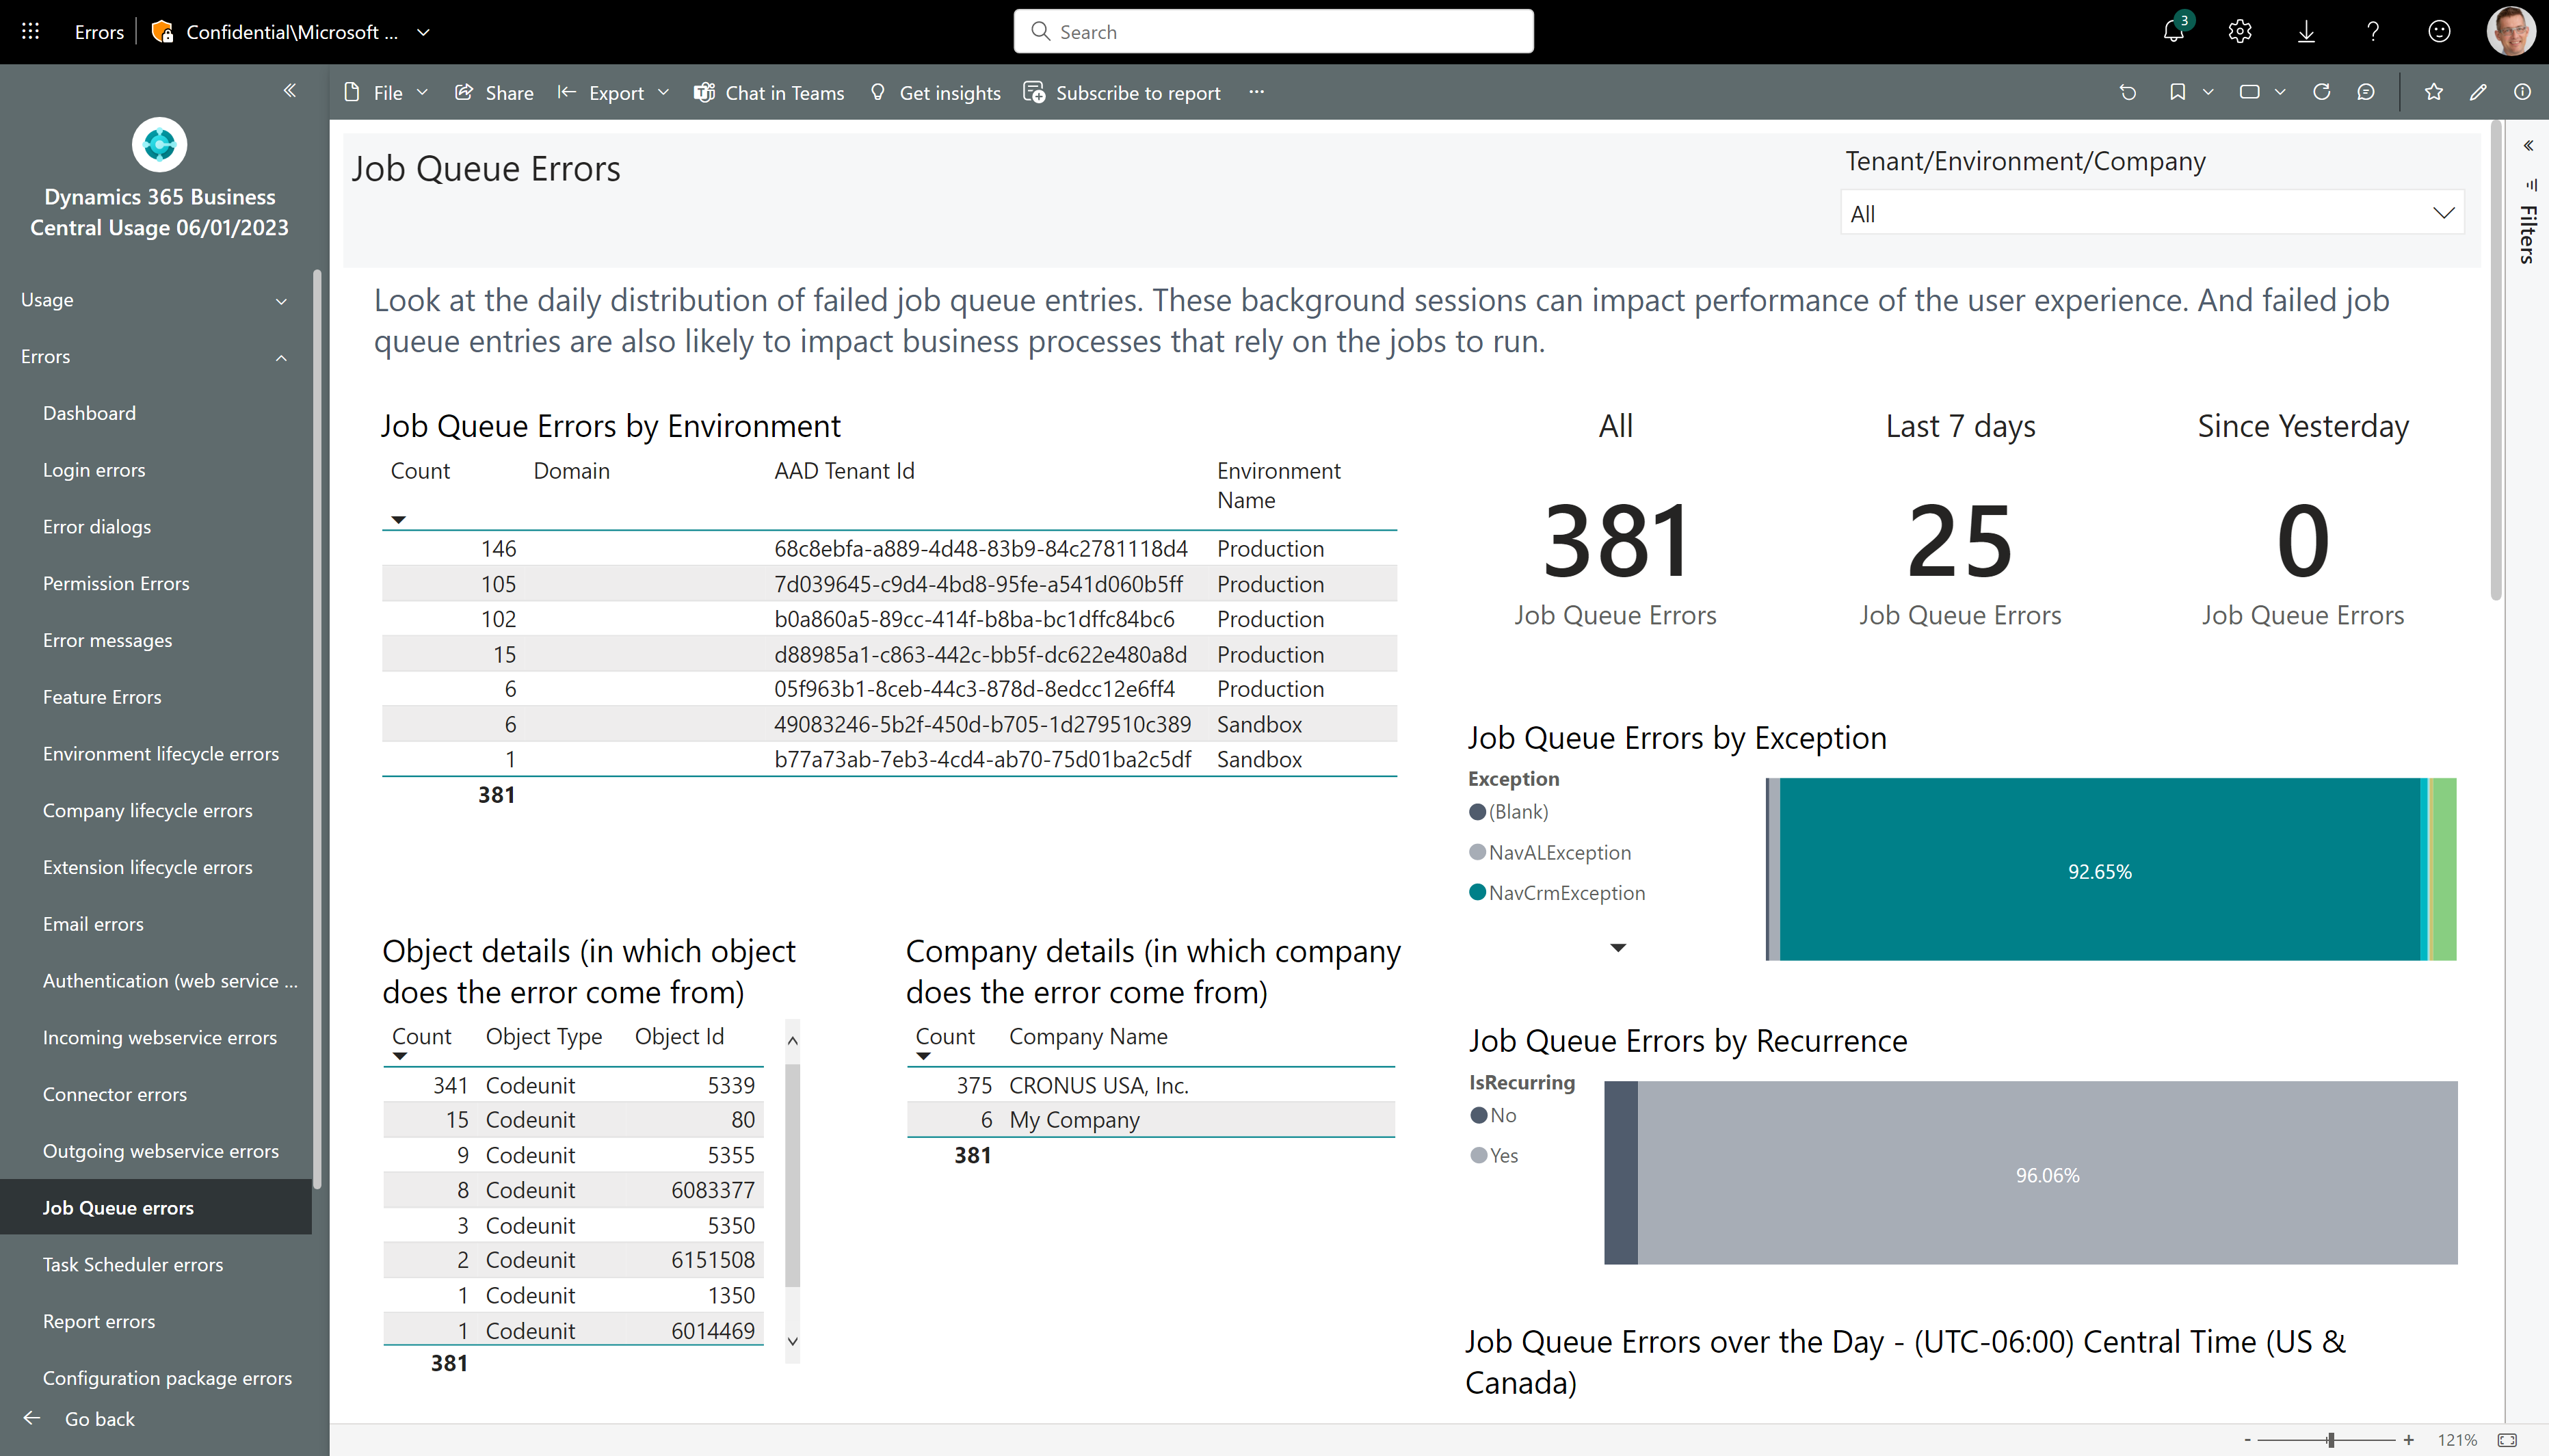 Errors
Confidential\Microsoft ...
Search
3
File
Share
Export
Chat in Teams
Get insights
Subscribe to report
...
Dynamics 365 Business
Central Usage 06/01/2023
Usage
Errors
Dashboard
Login errors
Error dialogs
Permission Errors
Error messages
Feature Errors
Environment lifecycle errors
Company lifecycle errors
Extension lifecycle errors
Email errors
Authentication (web service ...
Incoming webservice errors
Connector errors
Outgoing webservice errors
Job Queue errors
Task Scheduler errors
Report errors
Configuration package errors
Go back
Job Queue Errors
Tenant/Environment/Company
All
Filters
Look at the daily distribution of failed job queue entries. These background sessions can impact performance of the user experience. And failed job
queue entries are also likely to impact business processes that rely on the jobs to run.
Job Queue Errors by Environment
Count Domain AAD Tenant Id Environment
Name
146 68c8ebfa-a889-4d48-83b9-84c2781118d4 Production
105 7d039645-c9d4-4bd8-95fe-a541d060b5ff Production
102 b0a860a5-89cc-414f-b8ba-bc1dffc84bc6 Production
15 d88985a1-c863-442c-bb5f-dc622e480a8d Production
6 05f963b1-8ceb-44c3-878d-8edcc12e6ff4 Production
6 49083246-5b2f-450d-b705-1d279510c389 Sandbox
1 b77a73ab-7eb3-4cd4-ab70-75d01ba2c5df Sandbox
381
All
381
Job Queue Errors
Last 7 days
25
Job Queue Errors
Since Yesterday
0
Job Queue Errors
Job Queue Errors by Exception
Exception
(Blank)
NavALException
NavCrmException
92.65%
Object details (in which object
does the error come from)
Count Object Type Object Id
341 Codeunit 5339
15 Codeunit 80
9 Codeunit 5355
8 Codeunit 6083377
3 Codeunit 5350
2 Codeunit 6151508
1 Codeunit 1350
1 Codeunit 6014469
381
Company details (in which company
does the error come from)
Count Company Name
375 CRONUS USA, Inc.
6 My Company
381
Job Queue Errors by Recurrence
IsRecurring
No
Yes
96.06%
Job Queue Errors over the Day - (UTC-06:00) Central Time (US &
Canada)
- + 121%